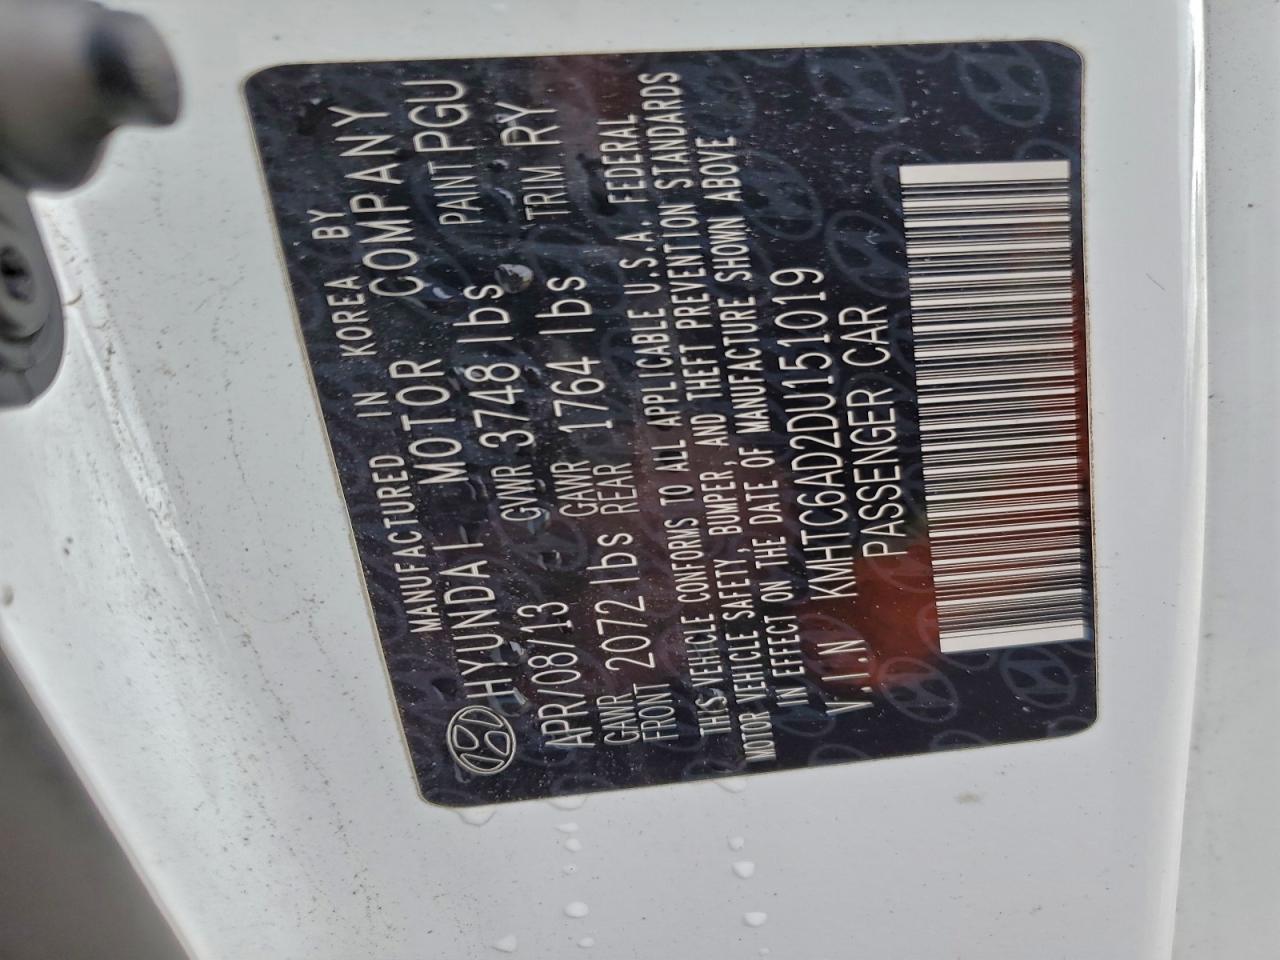 MANUFACTURED IN KOREA BY
HYUNDAI MOTOR COMPANY
APR/08/13 GVWR 3748 lbs PAINT PGU
GAWR FRONT 2072 lbs GAWR REAR 1764 lbs TRIM RY
THIS VEHICLE CONFORMS TO ALL APPLICABLE U.S.A. FEDERAL
MOTOR VEHICLE SAFETY, BUMPER, AND THEFT PREVENTION STANDARDS
IN EFFECT ON THE DATE OF MANUFACTURE SHOWN ABOVE
V.I.N KMHTC6AD2DU151019
PASSENGER CAR